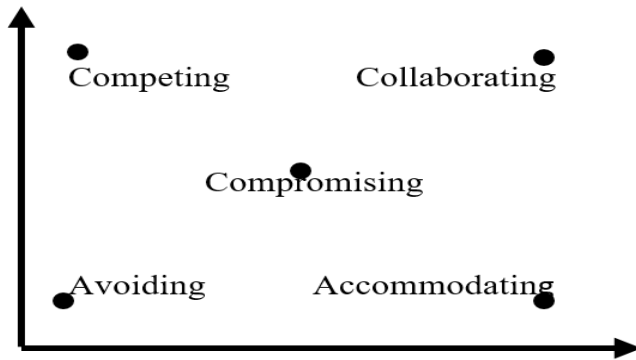 Competing
Collaborating
Compromising
Avoiding
Accommodating